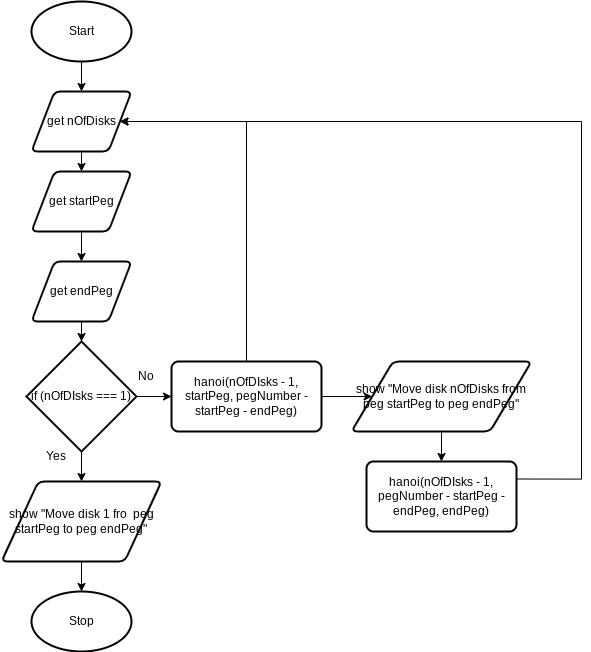 Start
get nOfDisks
get startPeg
get endPeg
if (nOfDIsks === 1)
No
Yes
hanoi(nOfDIsks - 1,
startPeg, pegNumber -
startPeg - endPeg)
show "Move disk nOfDisks from
peg startPeg to peg endPeg"
hanoi(nOfDIsks - 1,
pegNumber - startPeg -
endPeg, endPeg)
show "Move disk 1 fro  peg
startPeg to peg endPeg"
Stop